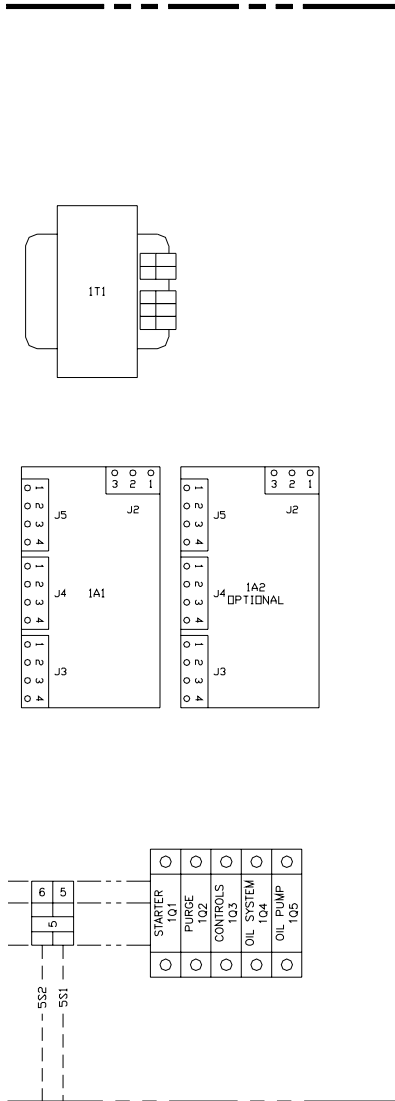 1T1
3 2 1
3 2 1
J2
J2
1 2 3 4
J5
1 2 3 4
J5
1 2 3 4
J4
1A1
1 2 3 4
J4
1A2
OPTIONAL
1 2 3 4
J3
1 2 3 4
J3
6 5
5
STARTER
1Q1
PURGE
1Q2
CONTROLS
1Q3
OIL SYSTEM
1Q4
OIL PUMP
1Q5
5S2
5S1